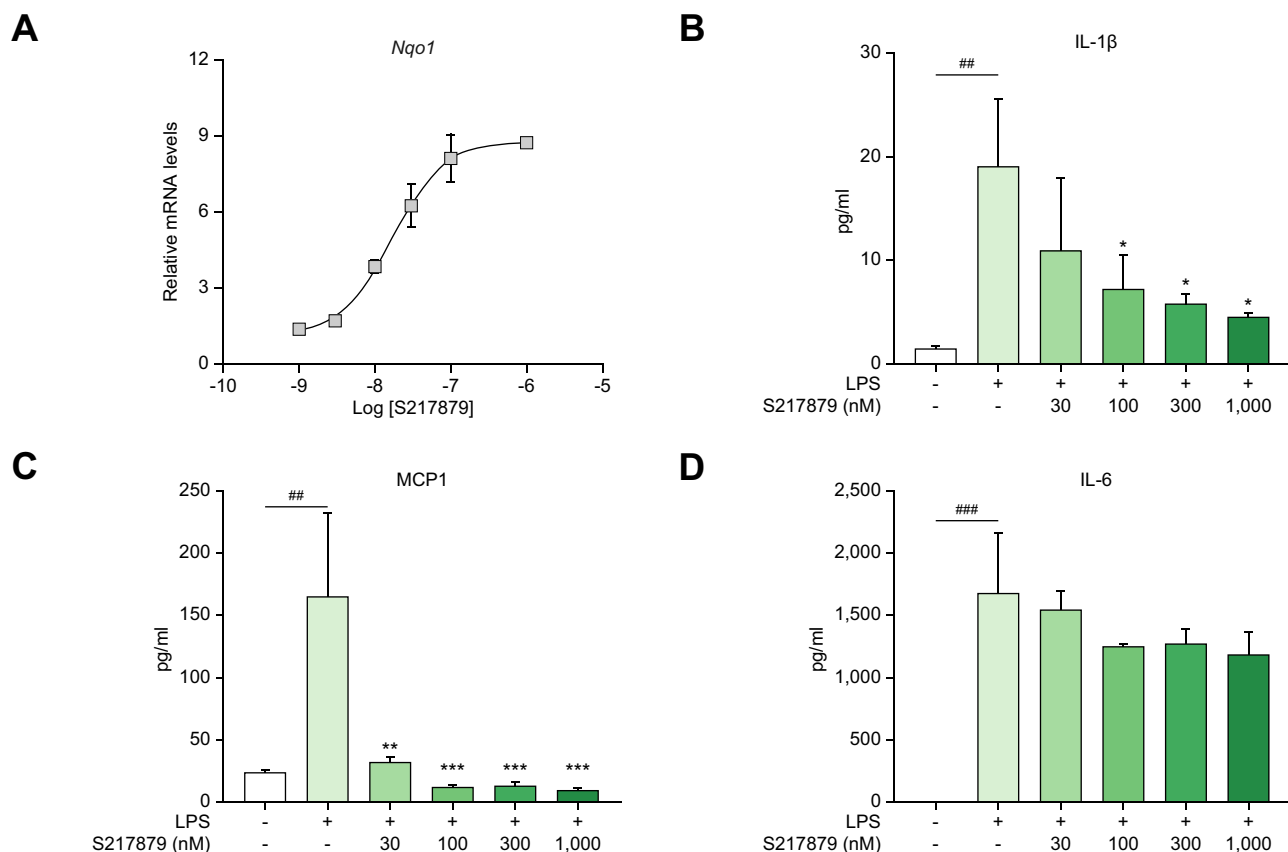 A
Nqo1
12
9
6
3
0
Relative mRNA levels
-10 -9 -8 -7 -6 -5
Log [S217879]
B
IL-1β
30
20
10
0
pg/ml
##
* * *
LPS - + + + + +
S217879 (nM) - - 30 100 300 1,000
C
MCP1
250
200
150
100
50
0
pg/ml
##
** *** *** ***
LPS - + + + + +
S217879 (nM) - - 30 100 300 1,000
D
IL-6
2,500
2,000
1,500
1,000
500
0
pg/ml
###
LPS - + + + + +
S217879 (nM) - - 30 100 300 1,000